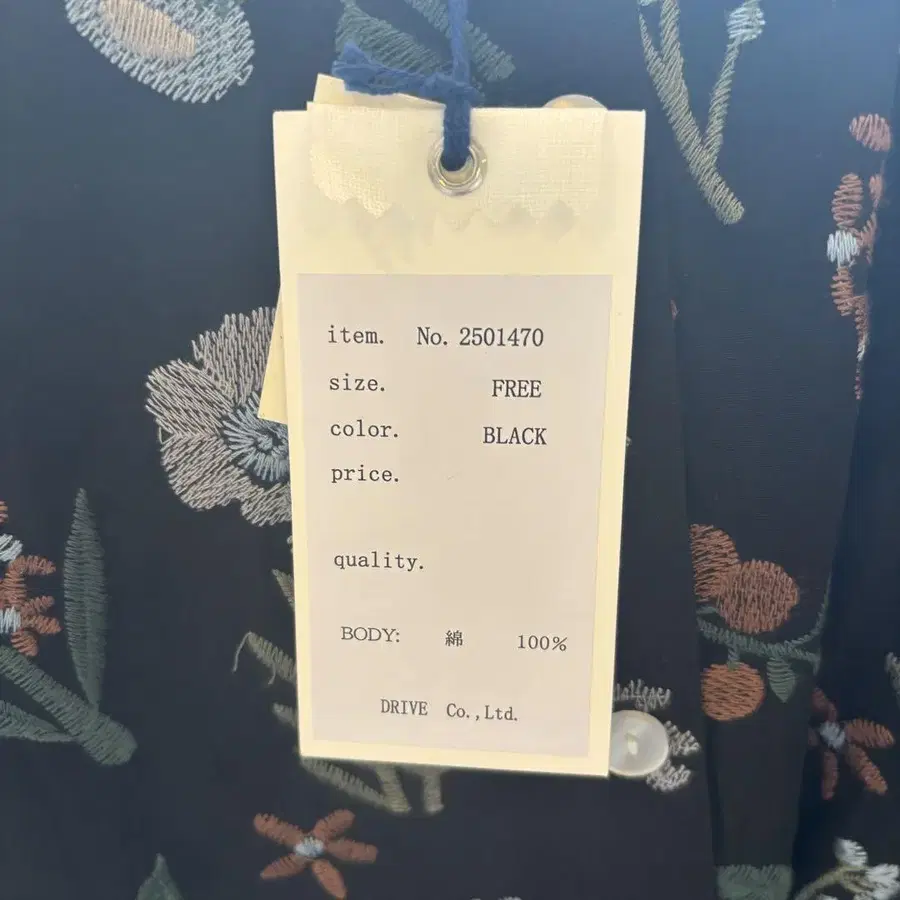 item. No. 2501470
size. FREE
color. BLACK
price.
quality.
BODY: 綿 100%
DRIVE Co.,Ltd.